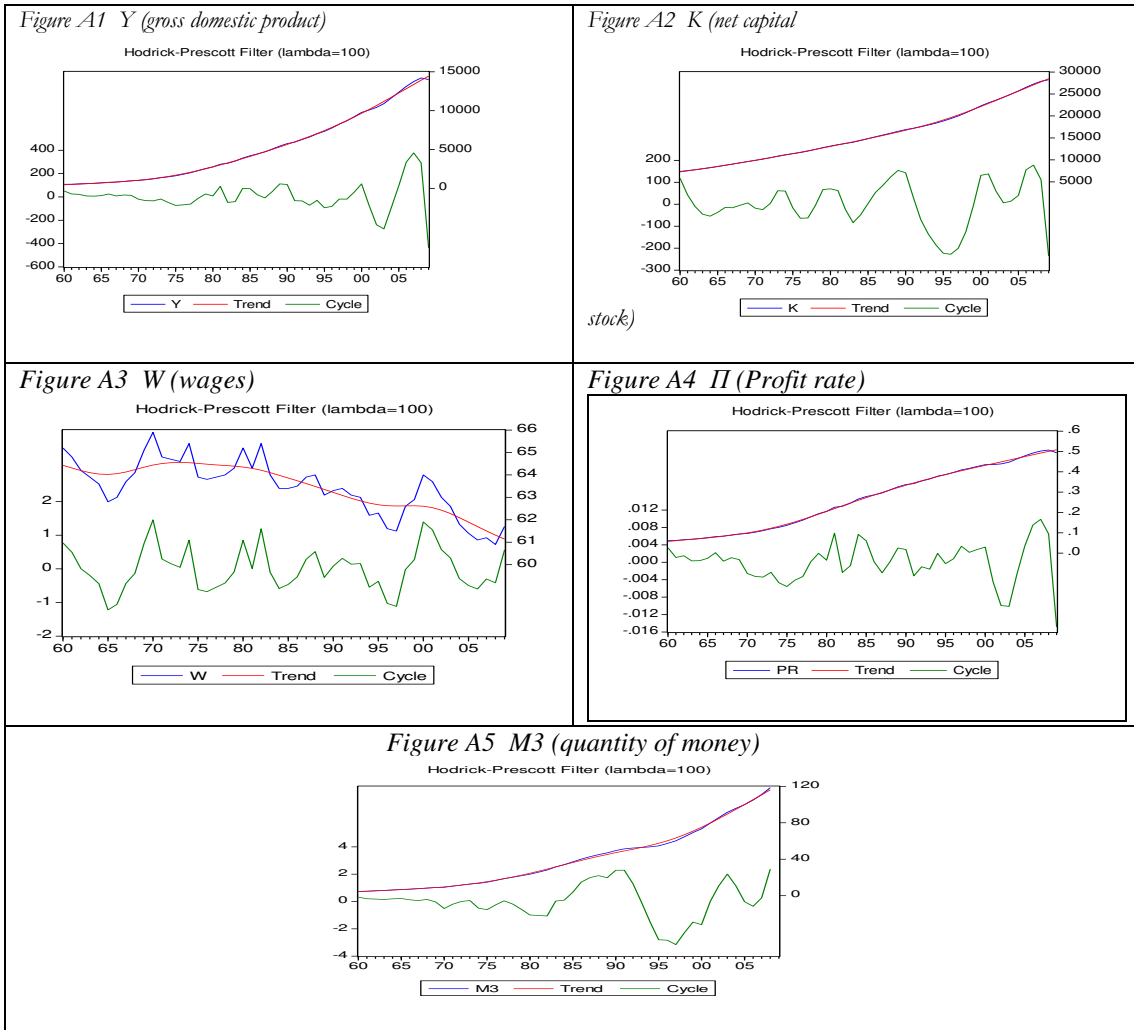 Figure A1 Y (gross domestic product)
Hodrick-Prescott Filter (lambda=100)
15000
10000
5000
0
400
200
0
-200
-400
-600
60 65 70 75 80 85 90 95 00 05
Y Trend Cycle
Figure A2 K (net capital
Hodrick-Prescott Filter (lambda=100)
30000
25000
20000
15000
10000
5000
200
100
0
-100
-200
-300
60 65 70 75 80 85 90 95 00 05
K Trend Cycle
stock)
Figure A3 W (wages)
Hodrick-Prescott Filter (lambda=100)
66
65
64
63
62
61
60
2
1
0
-1
-2
60 65 70 75 80 85 90 95 00 05
W Trend Cycle
Figure A4 Π (Profit rate)
Hodrick-Prescott Filter (lambda=100)
.6
.5
.4
.3
.2
.1
.0
.012
.008
.004
.000
-.004
-.008
-.012
-.016
60 65 70 75 80 85 90 95 00 05
PR Trend Cycle
Figure A5 M3 (quantity of money)
Hodrick-Prescott Filter (lambda=100)
120
80
40
0
4
2
0
-2
-4
60 65 70 75 80 85 90 95 00 05
M3 Trend Cycle